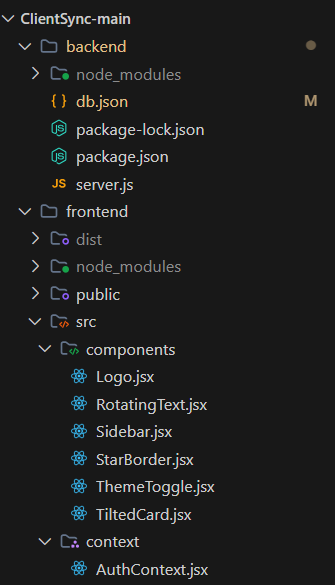 ClientSync-main
backend
node_modules
{ } db.json M
package-lock.json
package.json
JS server.js
frontend
dist
node_modules
public
src
components
Logo.jsx
RotatingText.jsx
Sidebar.jsx
StarBorder.jsx
ThemeToggle.jsx
TiltedCard.jsx
context
AuthContext.jsx